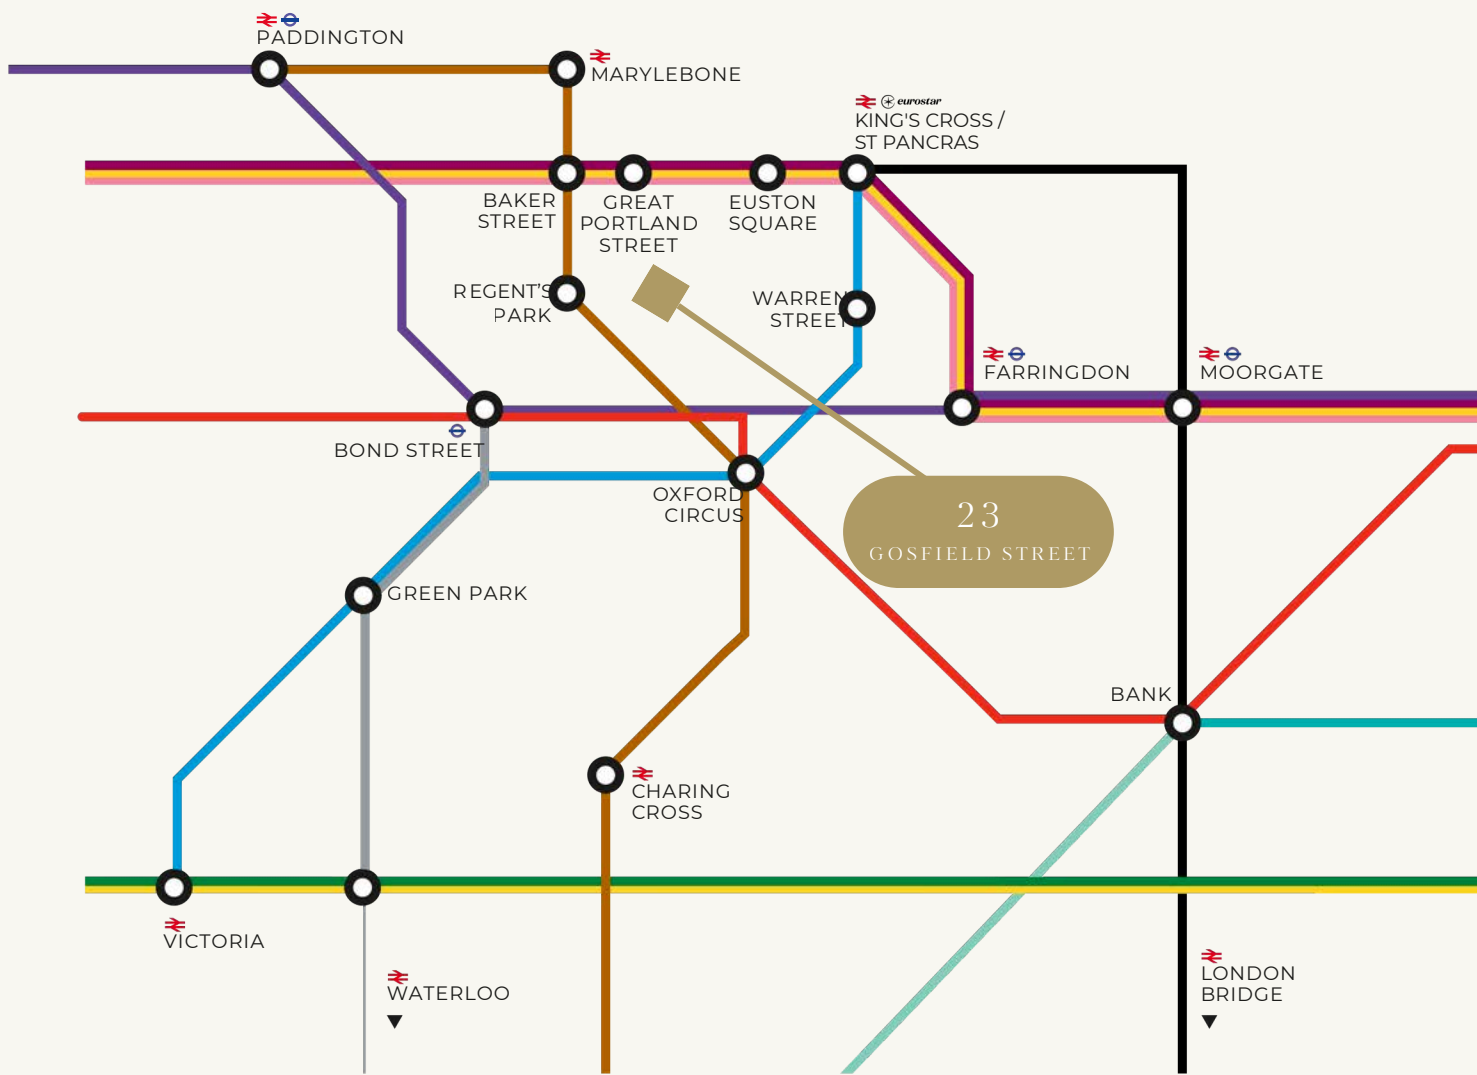 PADDINGTON
MARYLEBONE
eurostar
KING'S CROSS /
ST PANCRAS
BAKER
STREET
GREAT
PORTLAND
STREET
EUSTON
SQUARE
REGENT'S
PARK
WARREN
STREET
FARRINGDON
MOORGATE
BOND STREET
OXFORD
CIRCUS
23
GOSFIELD STREET
GREEN PARK
BANK
CHARING
CROSS
VICTORIA
WATERLOO
LONDON
BRIDGE